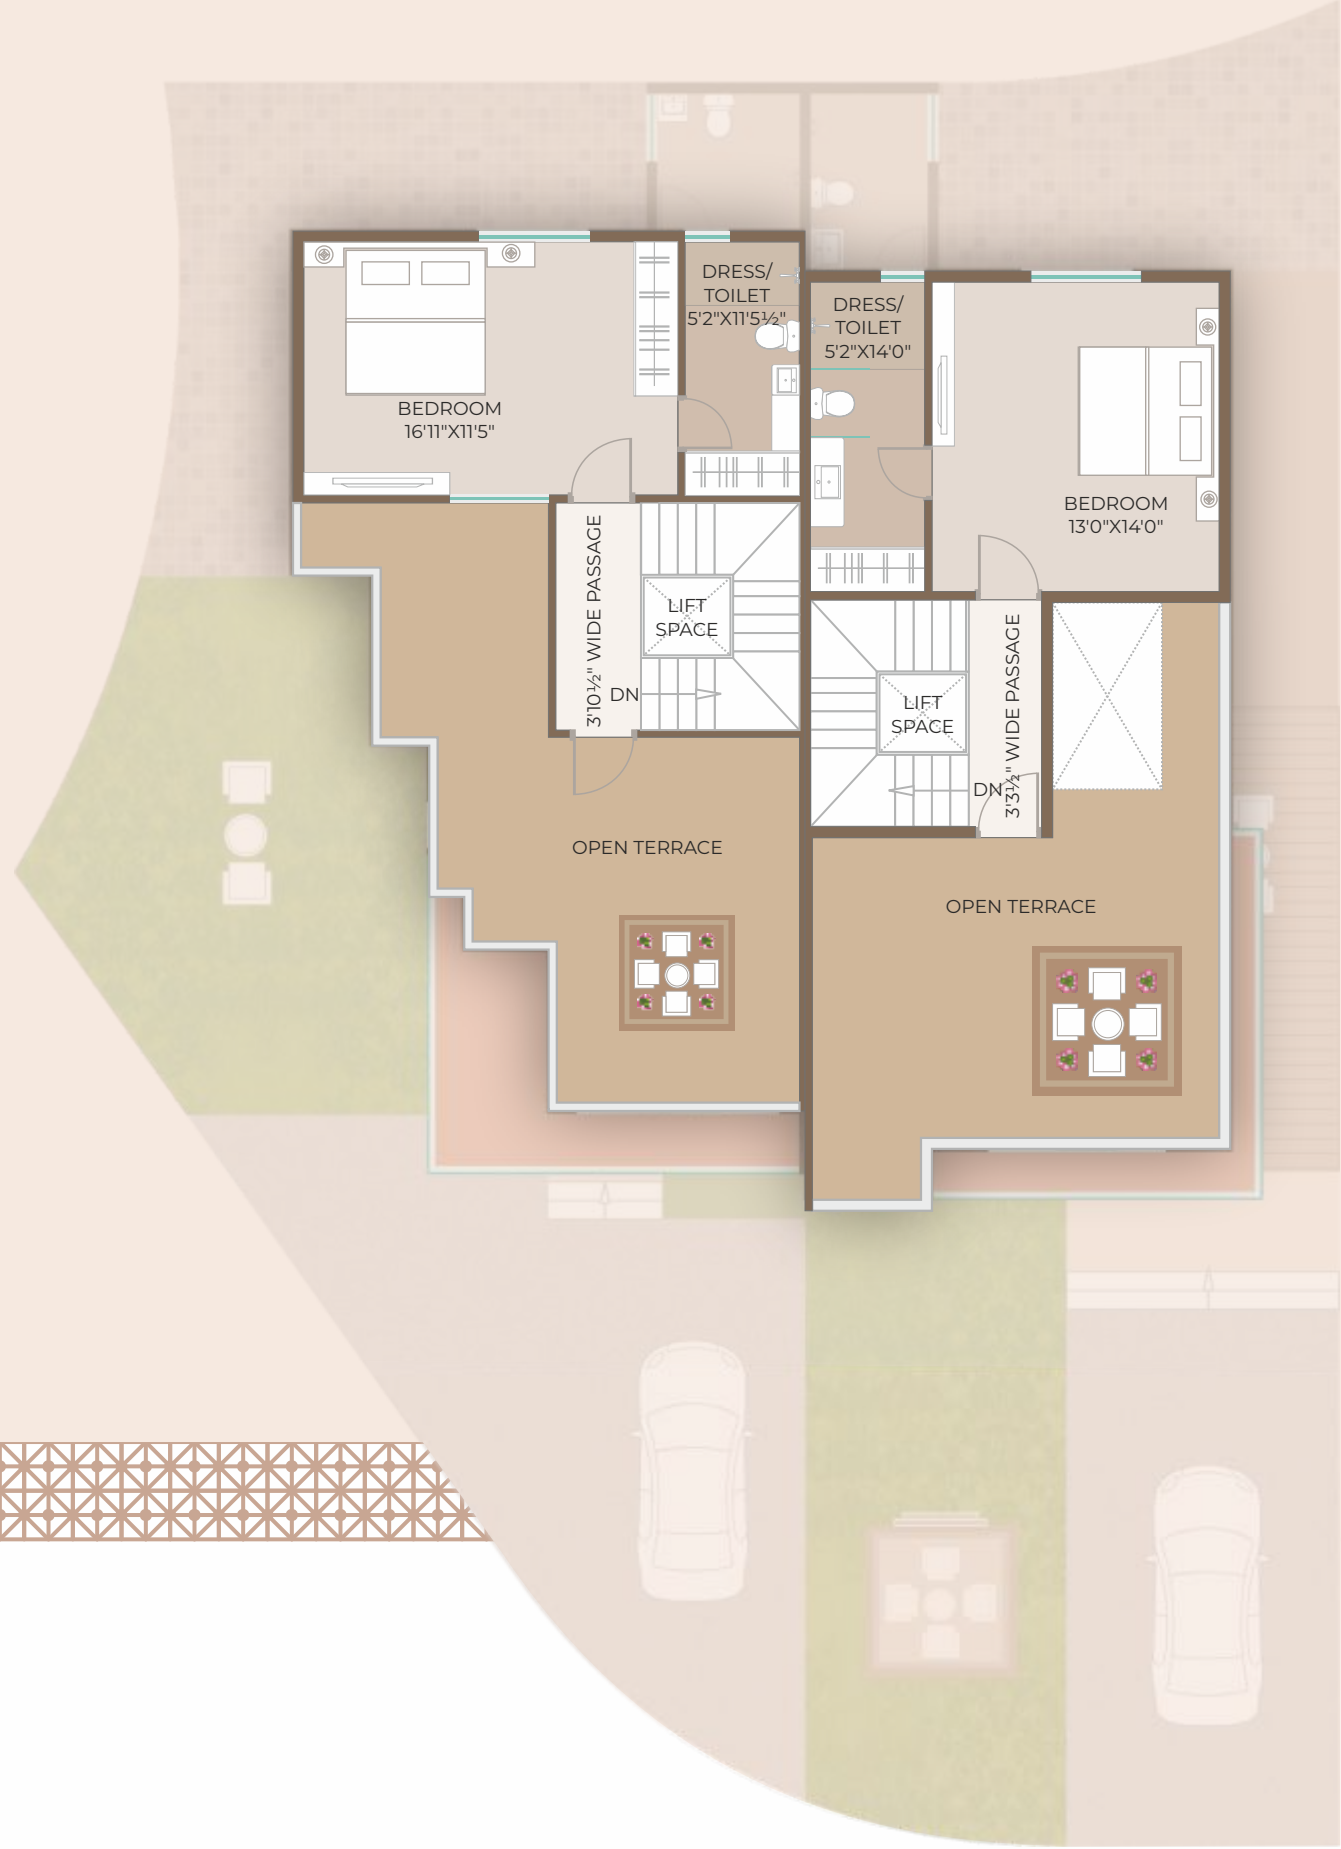 DRESS/
TOILET
5'2"X11'5½"
DRESS/
TOILET
5'2"X14'0"
BEDROOM
16'11"X11'5"
BEDROOM
13'0"X14'0"
3'10½" WIDE PASSAGE
LIFT
SPACE
DN
LIFT
SPACE
3'3½" WIDE PASSAGE
DN
OPEN TERRACE
OPEN TERRACE